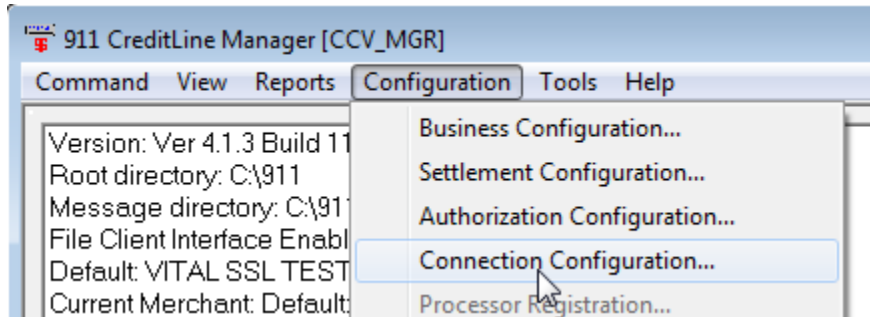 911 CreditLine Manager [CCV_MGR]
Command View Reports Configuration Tools Help
Version: Ver 4.1.3 Build 11
Root directory: C:\911
Message directory: C:\911
File Client Interface Enabl
Default: VITAL SSL TEST
Current Merchant: Default:
Business Configuration...
Settlement Configuration...
Authorization Configuration...
Connection Configuration...
Processor Registration...